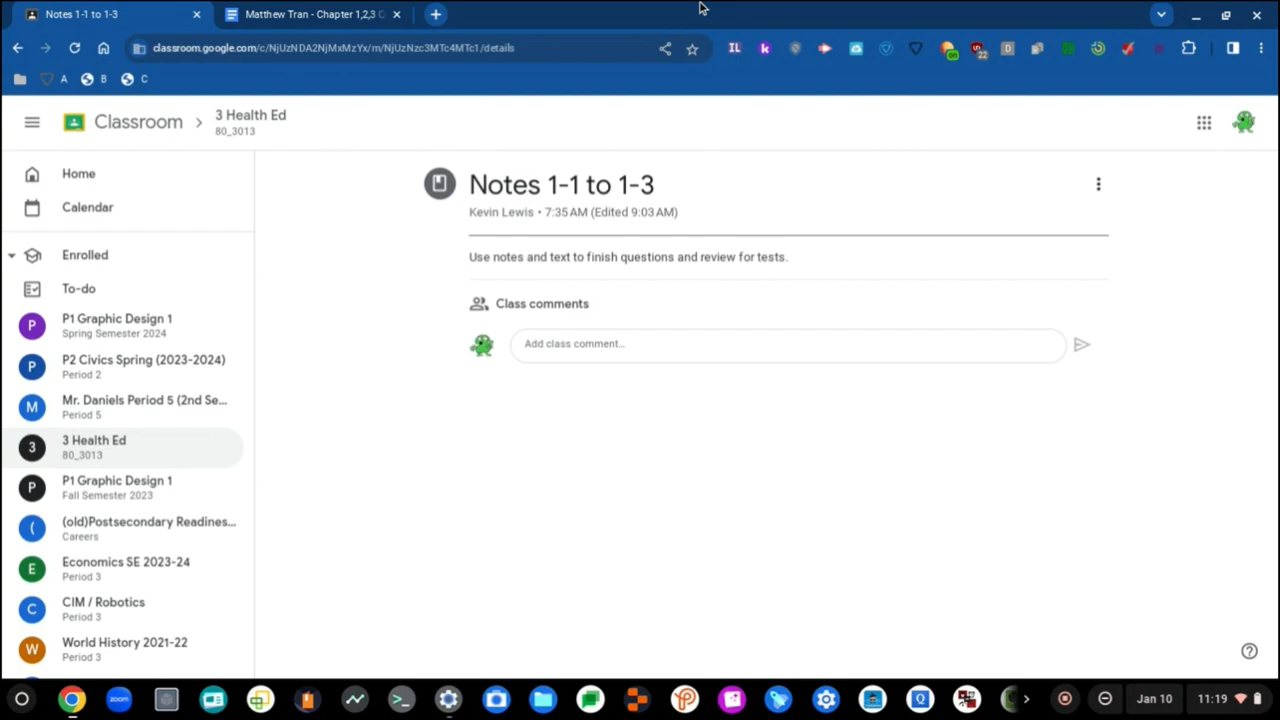 Notes 1-1 to 1-3
Matthew Tran - Chapter 1,2,3
classroom.google.com/c/NjUzNDA2NjMxMzYx/m/NjUzNzc3MTc4MTc1/details
IL
k
on
22
D
A
B
C
Classroom
3 Health Ed
80_3013
Home
Calendar
Enrolled
To-do
P
P1 Graphic Design 1
Spring Semester 2024
P
P2 Civics Spring (2023-2024)
Period 2
M
Mr. Daniels Period 5 (2nd Se...
Period 5
3
3 Health Ed
80_3013
P
P1 Graphic Design 1
Fall Semester 2023
(
(old)Postsecondary Readines...
Careers
E
Economics SE 2023-24
Period 3
C
CIM / Robotics
Period 3
W
World History 2021-22
Period 3
Notes 1-1 to 1-3
Kevin Lewis • 7:35 AM (Edited 9:03 AM)
Use notes and text to finish questions and review for tests.
Class comments
Add class comment...
zoom
Q
Jan 10
11:19